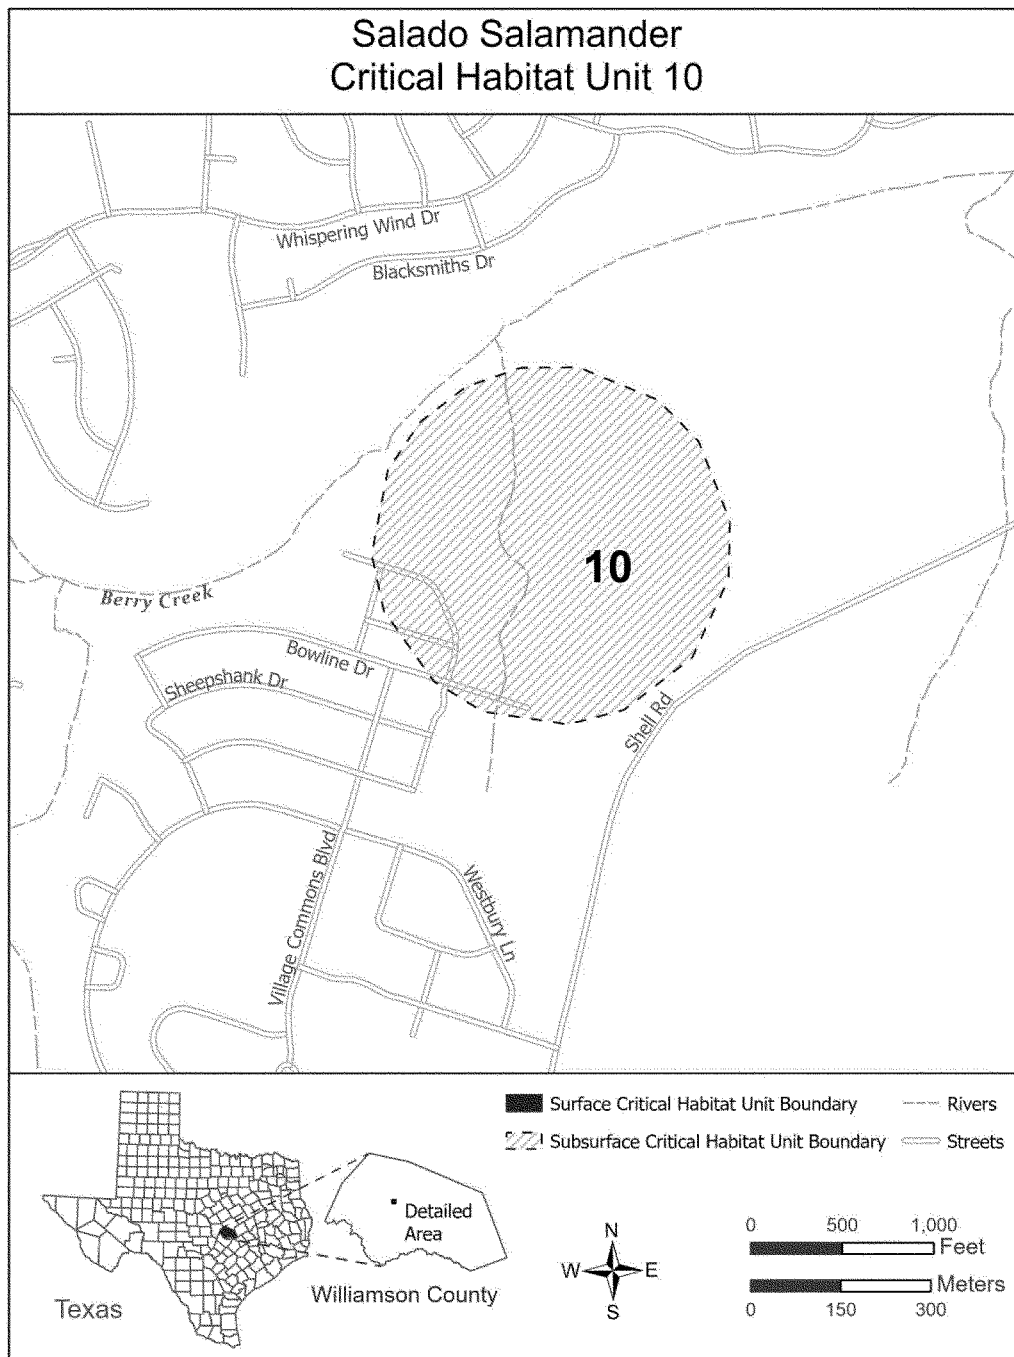 Salado Salamander
Critical Habitat Unit 10
Whispering Wind Dr
Blacksmiths Dr
10
Berry Creek
Bowline Dr
Sheepshank Dr
Shell Rd
Village Commons Blvd
Westbury Ln
Surface Critical Habitat Unit Boundary
Rivers
Subsurface Critical Habitat Unit Boundary
Streets
Detailed
Area
Williamson County
Texas
N
W E
S
0 500 1,000
Feet
Meters
0 150 300